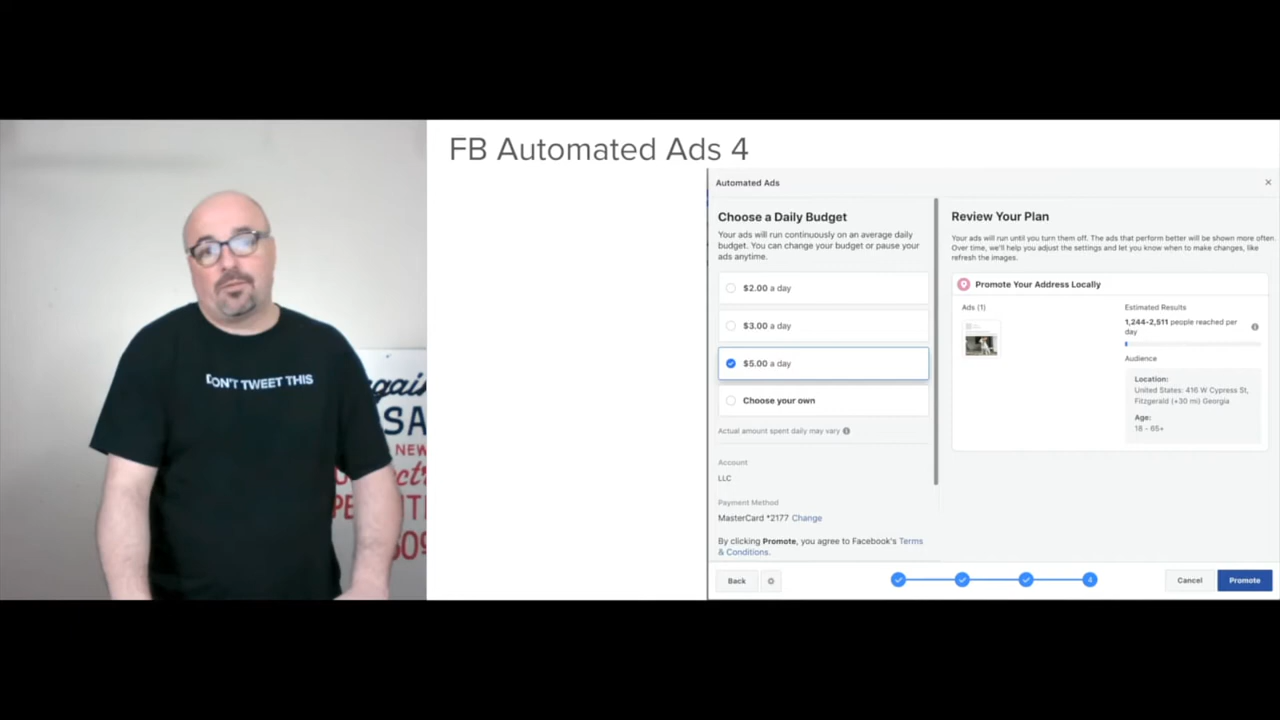 FB Automated Ads 4
DON'T TWEET THIS
again
SA
NEW
PE
609
Automated Ads
×
Choose a Daily Budget
Your ads will run continuously on an average daily
budget. You can change your budget or pause your
ads anytime.
$2.00 a day
$3.00 a day
$5.00 a day
Choose your own
Actual amount spent daily may vary
Account
LLC
Payment Method
MasterCard *2177 Change
By clicking Promote, you agree to Facebook's Terms
& Conditions.
Review Your Plan
Your ads will run until you turn them off. The ads that perform better will be shown more often.
Over time, we'll help you adjust the settings and let you know when to make changes, like
refresh the images.
Promote Your Address Locally
Ads (1)
Estimated Results
1,244-2,511 people reached per
day
Audience
Location:
United States: 416 W Cypress St,
Fitzgerald (+30 mi) Georgia
Age:
18 - 65+
Back
4
Cancel
Promote